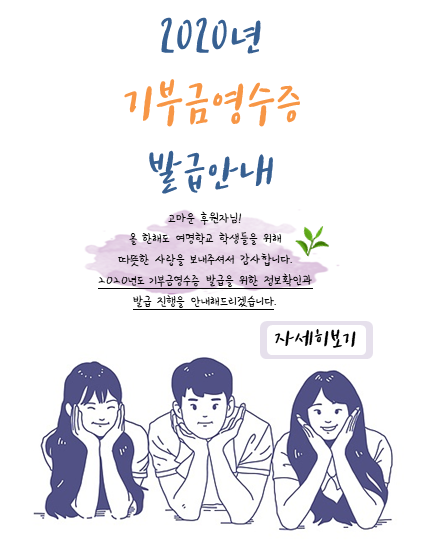 2020년
기부금영수증
발급안내
고마운 후원자님!
올 한해도 여명학교 학생들을 위해
따뜻한 사랑을 보내주셔서 감사합니다.
2020년도 기부금영수증 발급을 위한 정보확인과
발급 진행을 안내해드리겠습니다.
자세히보기